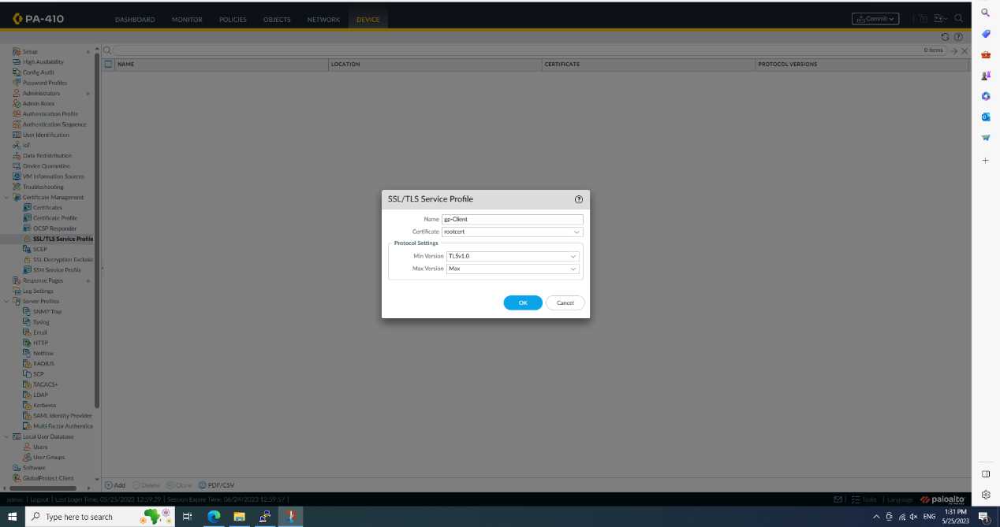 PA-410
DASHBOARD MONITOR POLICIES OBJECTS NETWORK DEVICE
Commit
0 items
NAME LOCATION CERTIFICATE PROTOCOL VERSIONS
Setup
High Availability
Config Audit
Password Profiles
Administrators
Admin Roles
Authentication Profile
Authentication Sequence
User Identification
IoT
Data Redistribution
Device Quarantine
VM Information Sources
Troubleshooting
Certificate Management
Certificates
Certificate Profile
OCSP Responder
SSL/TLS Service Profile
SCEP
SSL Decryption Exclusio
SSH Service Profile
Response Pages
Log Settings
Server Profiles
SNMP Trap
Syslog
Email
HTTP
Netflow
RADIUS
SCP
TACACS+
LDAP
Kerberos
SAML Identity Provider
Multi Factor Authentica
Local User Database
Users
User Groups
Software
GlobalProtect Client
SSL/TLS Service Profile
Name gp-Client
Certificate rootcert
Protocol Settings
Min Version TLSv1.0
Max Version Max
OK Cancel
Add Delete Clone PDF/CSV
admin | Logout | Last Login Time: 05/25/2023 12:59:29 | Session Expire Time: 06/24/2023 12:59:57 |
Tasks | Language paloalto
NETWORKS
Type here to search
ENG
1:31 PM
5/25/2023
1